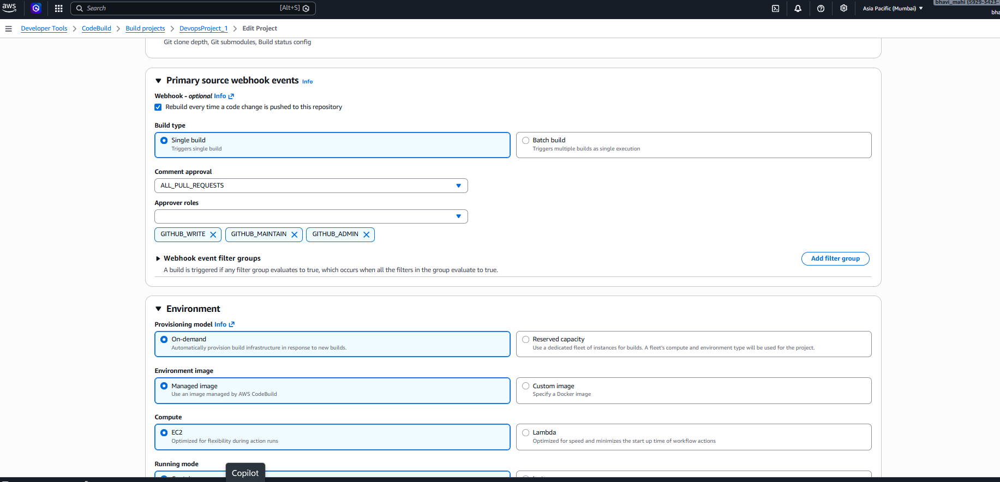 aws
Search [Alt+S]
Asia Pacific (Mumbai)
bhavi_mahi (5929-3423-
bha
Developer Tools > CodeBuild > Build projects > DevopsProject_1 > Edit Project
Git clone depth, Git submodules, Build status config
Primary source webhook events Info
Webhook - optional Info
Rebuild every time a code change is pushed to this repository
Build type
Single build
Triggers single build
Batch build
Triggers multiple builds as single execution
Comment approval
ALL_PULL_REQUESTS
Approver roles
GITHUB_WRITE GITHUB_MAINTAIN GITHUB_ADMIN
Webhook event filter groups
Add filter group
A build is triggered if any filter group evaluates to true, which occurs when all the filters in the group evaluate to true.
Environment
Provisioning model Info
On-demand
Automatically provision build infrastructure in response to new builds.
Reserved capacity
Use a dedicated fleet of instances for builds. A fleet's compute and environment type will be used for the project.
Environment image
Managed image
Use an image managed by AWS CodeBuild
Custom image
Specify a Docker image
Compute
EC2
Optimized for flexibility during action runs
Lambda
Optimized for speed and minimizes the start up time of workflow actions
Running mode
Copilot